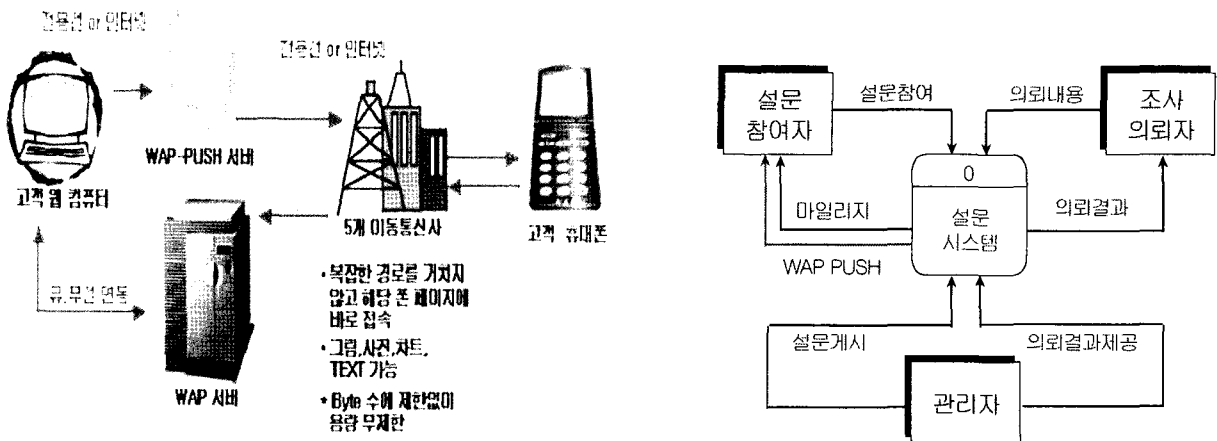 전용선 or 인터넷
전용선 or 인터넷
WAP-PUSH 서버
고객 웹 컴퓨터
5개 이동통신사
고객 휴대폰
유,무선 연동
WAP 서버
• 복잡한 경로를 거치지
않고 해당 폰 페이지에
바로 접속
• 그림,사진,차트,
TEXT 가능
• Byte 수에 제한없이
용량 무제한
설문
참여자
설문참여
의뢰내용
조사
의뢰자
0
설문
시스템
마일리지
의뢰결과
WAP PUSH
설문게시
의뢰결과제공
관리자